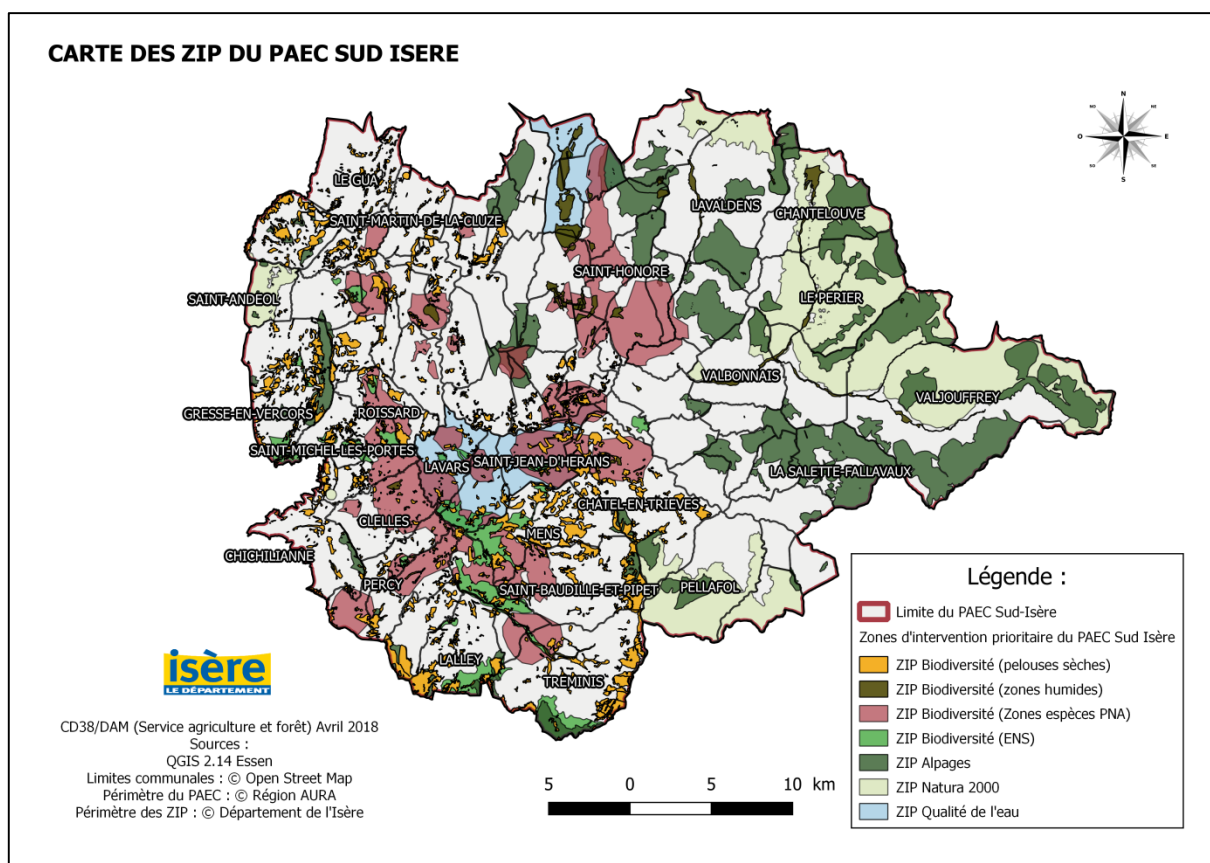 CARTE DES ZIP DU PAEC SUD ISERE
N
NO
NE
O
E
SO
SE
S
LE GUA
SAINT-MARTIN-DE-LA-CLUZE
LAVALDENS
CHANTELOUVE
SAINT-HONORE
SAINT-ANDEOL
LE PERIER
VALBONNAIS
VALJOUFFREY
GRESSE-EN-VERCORS
ROISSARD
SAINT-MICHEL-LES-PORTES
LAVARS
SAINT-JEAN-D'HERANS
LA SALETTE-FALLAVAUX
CHATEL-EN-TRIEVES
CLELLES
MENS
CHICHILIANNE
PERCY
SAINT-BAUDILLE-ET-PIPET
PELLAFOL
LALLEY
TREMINIS
isère
LE DÉPARTEMENT
CD38/DAM (Service agriculture et forêt) Avril 2018
Sources :
QGIS 2.14 Essen
Limites communales : © Open Street Map
Périmètre du PAEC : © Région AURA
Périmètre des ZIP : © Département de l'Isère
5 0 5 10 km
Légende :
Limite du PAEC Sud-Isère
Zones d'intervention prioritaire du PAEC Sud Isère
ZIP Biodiversité (pelouses sèches)
ZIP Biodiversité (zones humides)
ZIP Biodiversité (Zones espèces PNA)
ZIP Biodiversité (ENS)
ZIP Alpages
ZIP Natura 2000
ZIP Qualité de l'eau